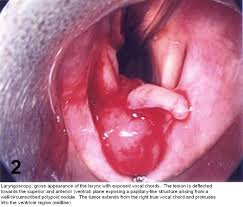 2
Laryngoscopy; gross appearance of the larynx with exposed vocal chords. The lesion is deflected
towards the superior and anterior (ventral) plane exposing a papillary-like structure arising from a
well-circumscribed polypoid nodule. The tumor extends from the right true vocal chord and protrudes
into the ventricle region (midline).